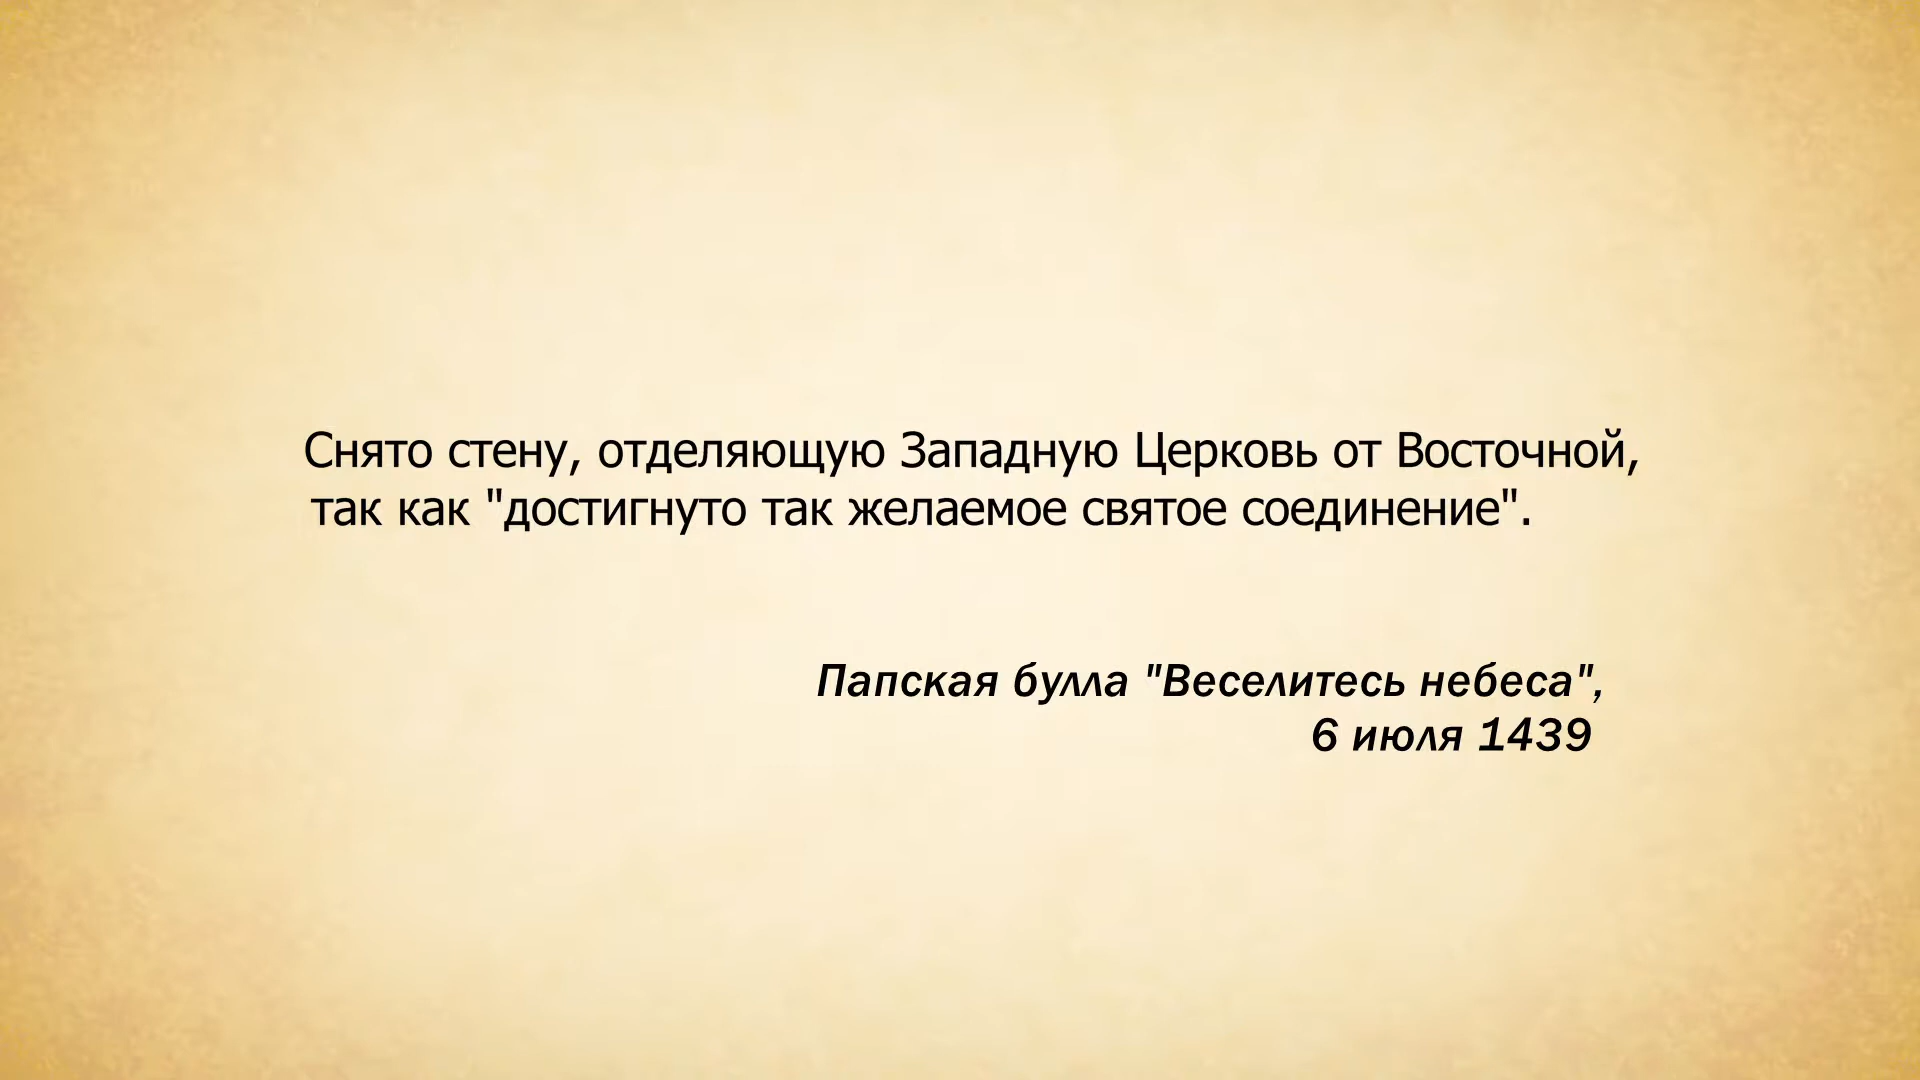 Снято стену, отделяющую Западную Церковь от Восточной,
так как "достигнуто так желаемое святое соединение".
Папская булла "Веселитесь небеса",
6 июля 1439